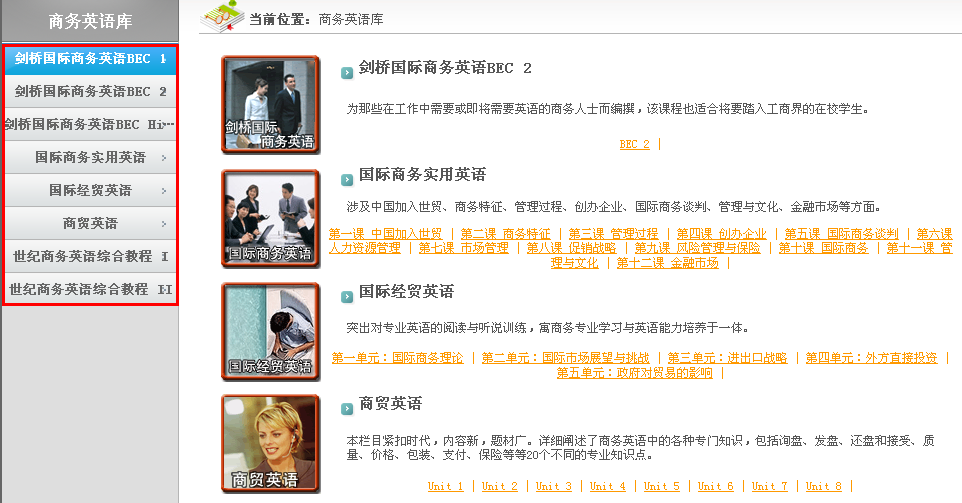 商务英语库
剑桥国际商务英语BEC 1
剑桥国际商务英语BEC 2
剑桥国际商务英语BEC Hi…
国际商务实用英语
国际经贸英语
商贸英语
世纪商务英语综合教程 I
世纪商务英语综合教程 II
当前位置：商务英语库
剑桥国际
商务英语
剑桥国际商务英语BEC 2
为那些在工作中需要或即将需要英语的商务人士而编撰，该课程也适合将要踏入工商界的在校学生。
BEC 2 |
国际商务英语
国际商务实用英语
涉及中国加入世贸、商务特征、管理过程、创办企业、国际商务谈判、管理与文化、金融市场等方面。
第一课 中国加入世贸 | 第二课 商务特征 | 第三课 管理过程 | 第四课 创办企业 | 第五课 国际商务谈判 | 第六课
人力资源管理 | 第七课 市场管理 | 第八课 促销战略 | 第九课 风险管理与保险 | 第十课 国际商务 | 第十一课 管
理与文化 | 第十二课 金融市场 |
国际经贸英语
国际经贸英语
突出对专业英语的阅读与听说训练，寓商务专业学习与英语能力培养于一体。
第一单元：国际商务理论 | 第二单元：国际市场展望与挑战 | 第三单元：进出口战略 | 第四单元：外方直接投资 |
第五单元：政府对贸易的影响 |
商贸英语
商贸英语
本栏目紧扣时代，内容新，题材广。详细阐述了商务英语中的各种专门知识，包括询盘、发盘、还盘和接受、质
量、价格、包装、支付、保险等等20个不同的专业知识点。
Unit 1 | Unit 2 | Unit 3 | Unit 4 | Unit 5 | Unit 6 | Unit 7 | Unit 8 |